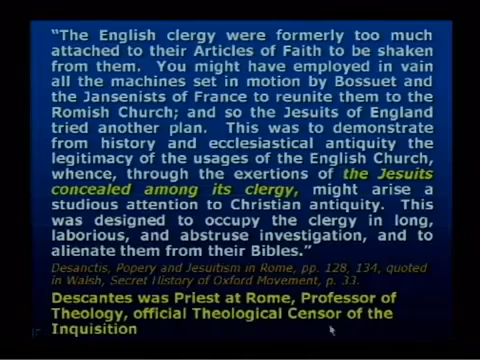 “The English clergy were formerly too much
attached to their Articles of Faith to be shaken
from them. You might have employed in vain
all the machines set in motion by Bossuet and
the Jansenists of France to reunite them to the
Romish Church; and so the Jesuits of England
tried another plan. This was to demonstrate
from history and ecclesiastical antiquity the
legitimacy of the usages of the English Church,
whence, through the exertions of the Jesuits
concealed among its clergy, might arise a
studious attention to Christian antiquity. This
was designed to occupy the clergy in long,
laborious, and abstruse investigation, and to
alienate them from their Bibles.”
Desanctis, Popery and Jesuitism in Rome, pp. 128, 134, quoted
in Walsh, Secret History of Oxford Movement, p. 33.
Descantes was Priest at Rome, Professor of
Theology, official Theological Censor of the
Inquisition